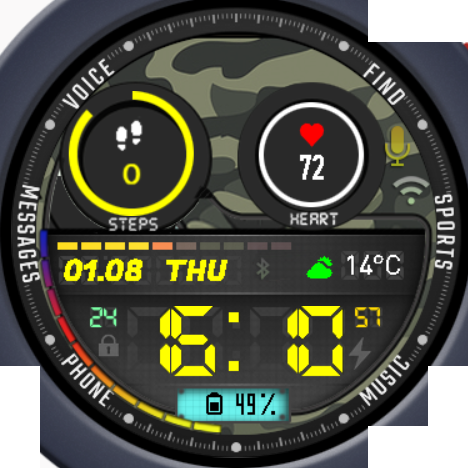 VOICE
FIND
0
72
STEPS
HEART
MESSAGES
SPORTS
01.08 THU
14°C
24
6: 0
57
PHONE
MUSIC
49%